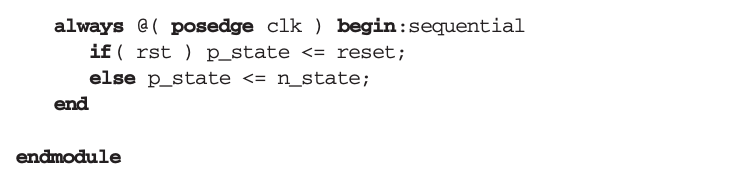 always @( posedge clk ) begin:sequential
if( rst ) p_state <= reset;
else p_state <= n_state;
end
endmodule